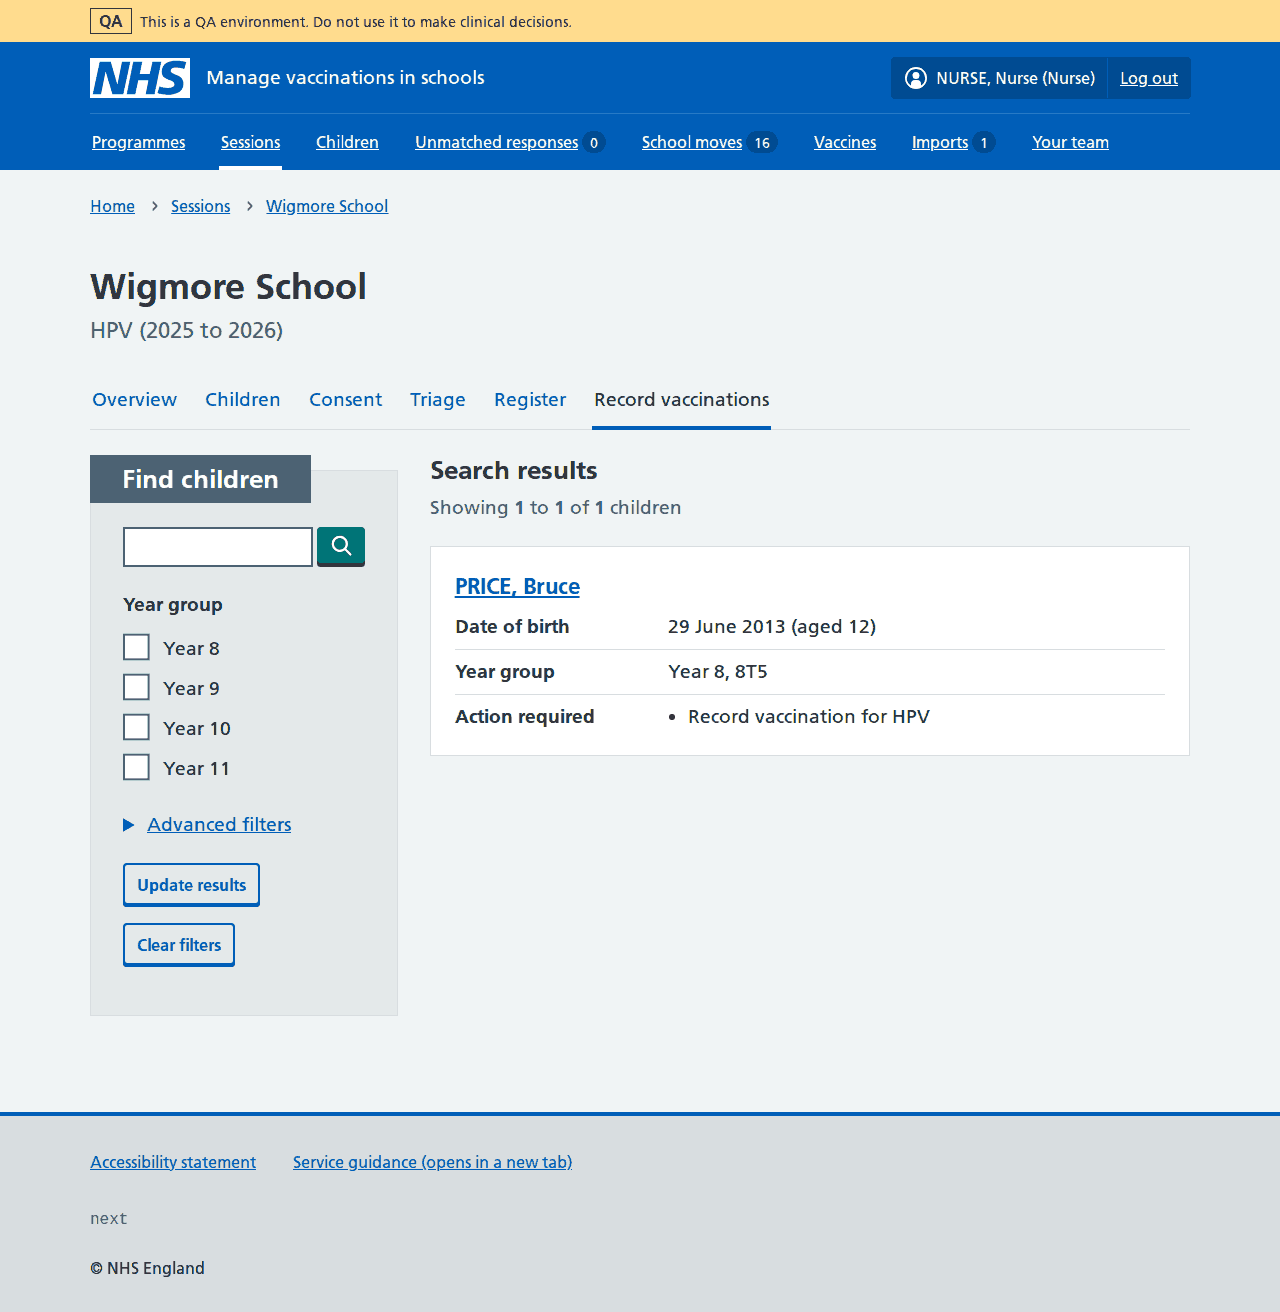 QA This is a QA environment. Do not use it to make clinical decisions.
NHS Manage vaccinations in schools NURSE, Nurse (Nurse) Log out
Programmes Sessions Children Unmatched responses 0 School moves 16 Vaccines Imports 1 Your team
Home Sessions Wigmore School
Wigmore School
HPV (2025 to 2026)
Overview Children Consent Triage Register Record vaccinations
Find children
Year group
Year 8
Year 9
Year 10
Year 11
Advanced filters
Update results
Clear filters
Search results
Showing 1 to 1 of 1 children
PRICE, Bruce
Date of birth 29 June 2013 (aged 12)
Year group Year 8, 8T5
Action required • Record vaccination for HPV
Accessibility statement Service guidance (opens in a new tab)
next
© NHS England